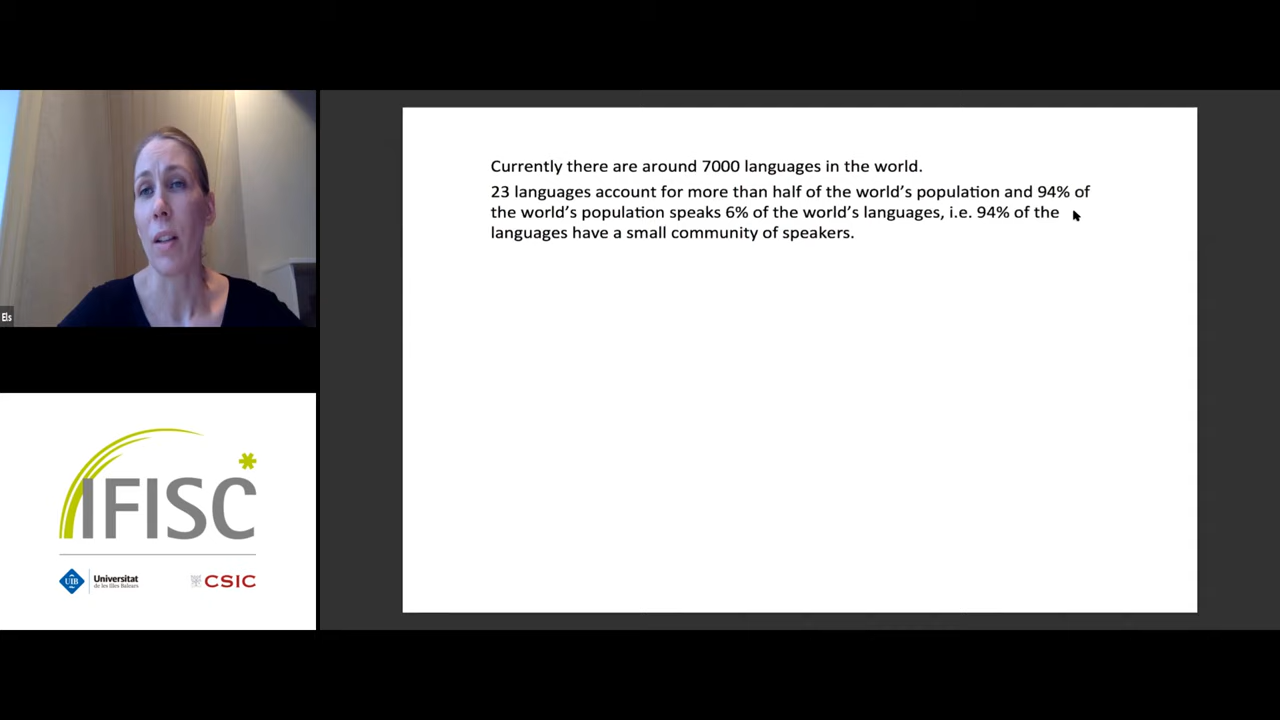 Currently there are around 7000 languages in the world.
23 languages account for more than half of the world's population and 94% of
the world's population speaks 6% of the world's languages, i.e. 94% of the
languages have a small community of speakers.
Els
IFISC
UIB
Universitat
de les Illes Balears
CSIC